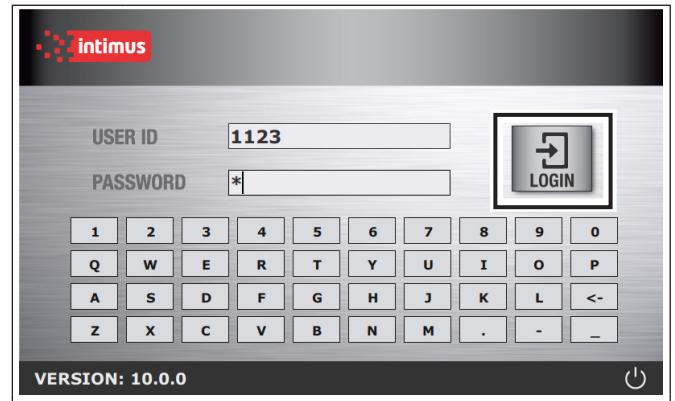 intimus
USER ID 1123
PASSWORD *
LOGIN
1 2 3 4 5 6 7 8 9 0
Q W E R T Y U I O P
A S D F G H J K L <-
Z X C V B N M . - _
VERSION: 10.0.0